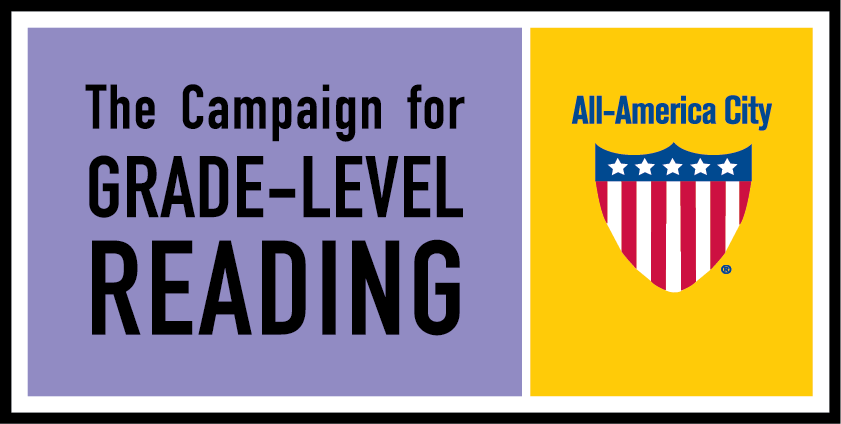 The Campaign for
GRADE-LEVEL
READING
All-America City
®